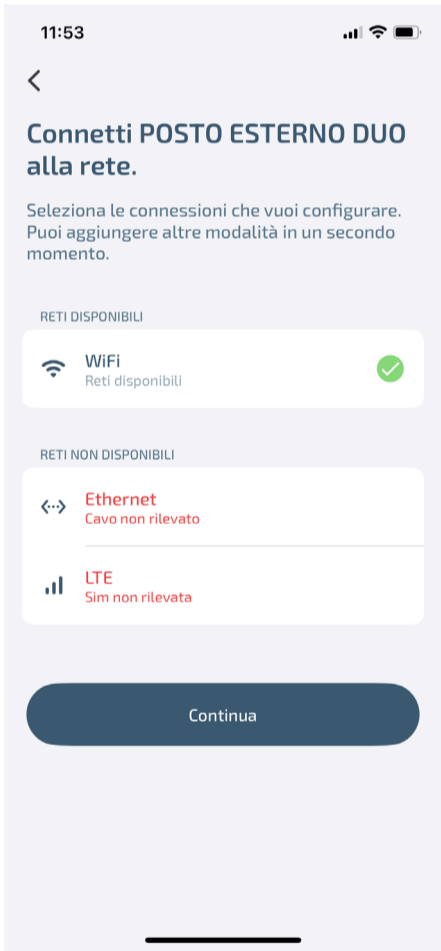 11:53
Connetti POSTO ESTERNO DUO
alla rete.
Seleziona le connessioni che vuoi configurare.
Puoi aggiungere altre modalità in un secondo
momento.
RETI DISPONIBILI
WiFi
Reti disponibili
RETI NON DISPONIBILI
Ethernet
Cavo non rilevato
LTE
Sim non rilevata
Continua